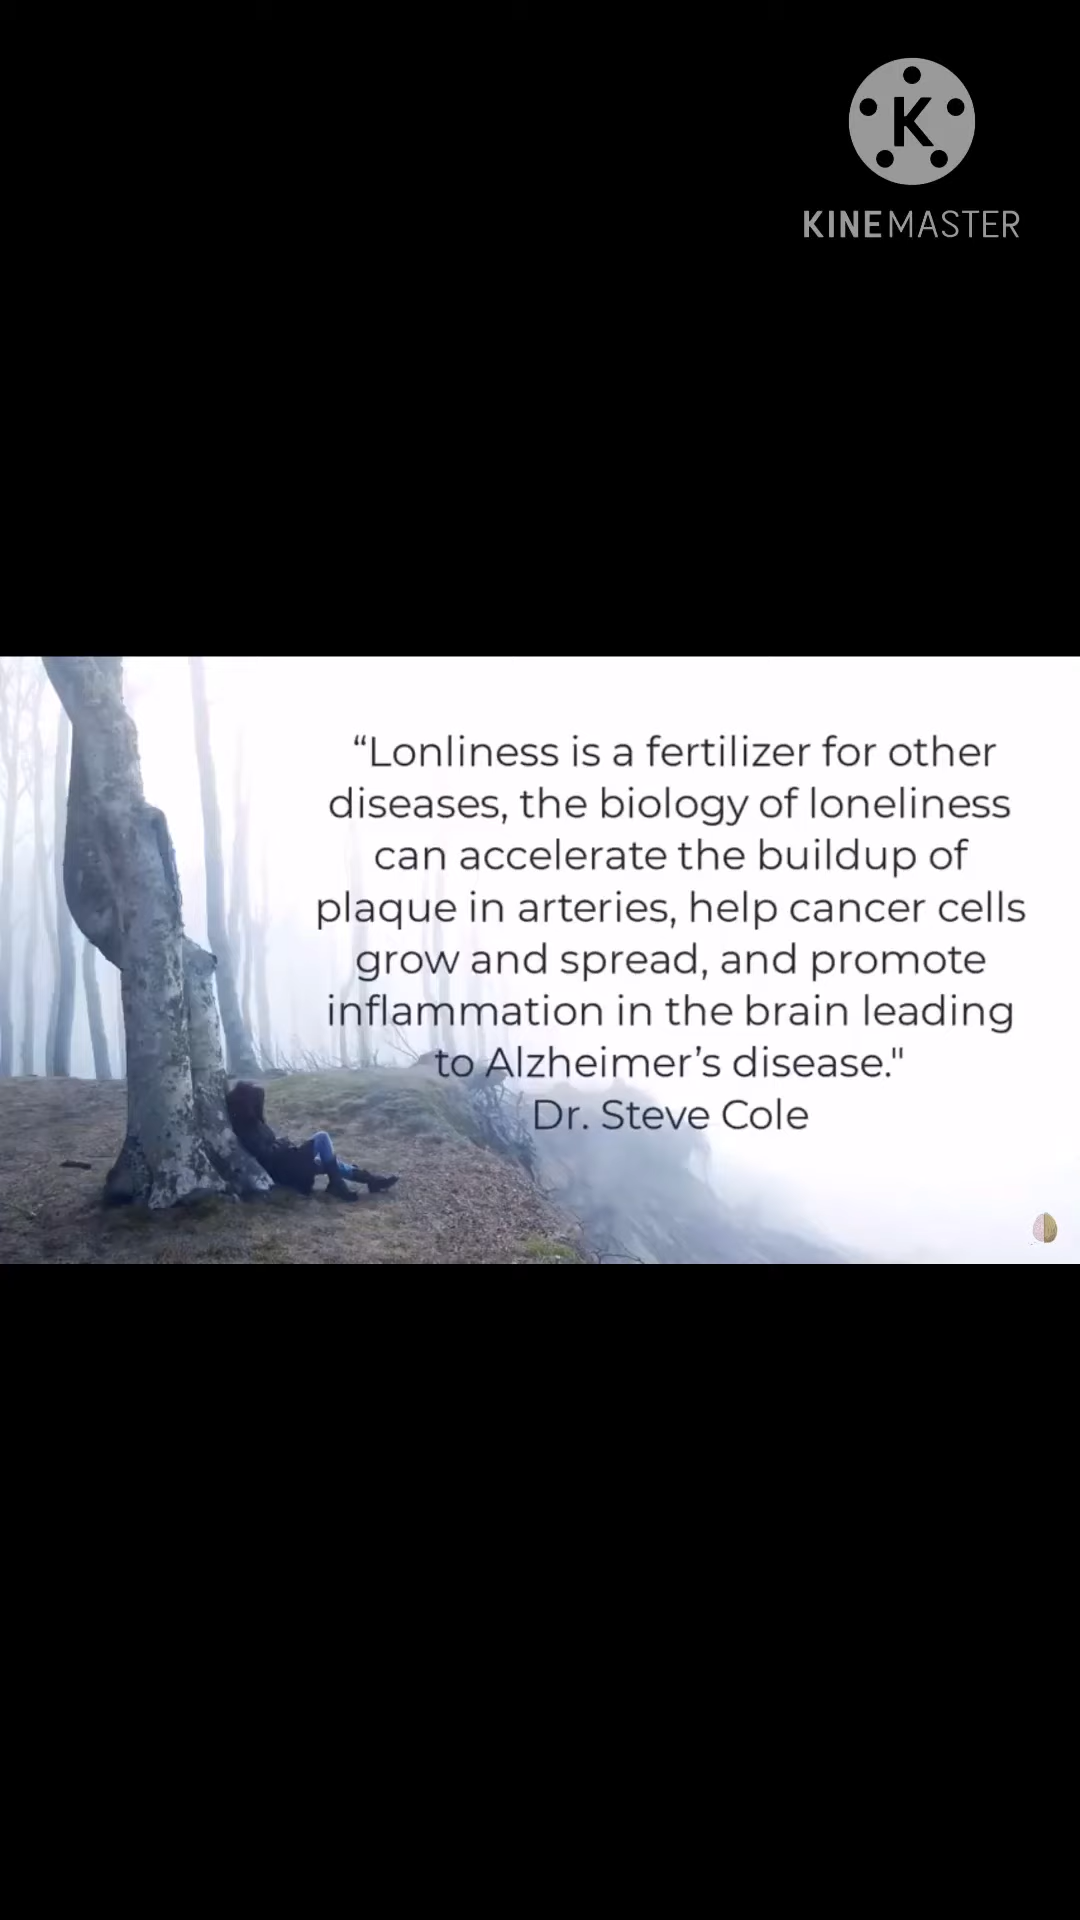 K
KINEMASTER
“Lonliness is a fertilizer for other
diseases, the biology of loneliness
can accelerate the buildup of
plaque in arteries, help cancer cells
grow and spread, and promote
inflammation in the brain leading
to Alzheimer’s disease."
Dr. Steve Cole